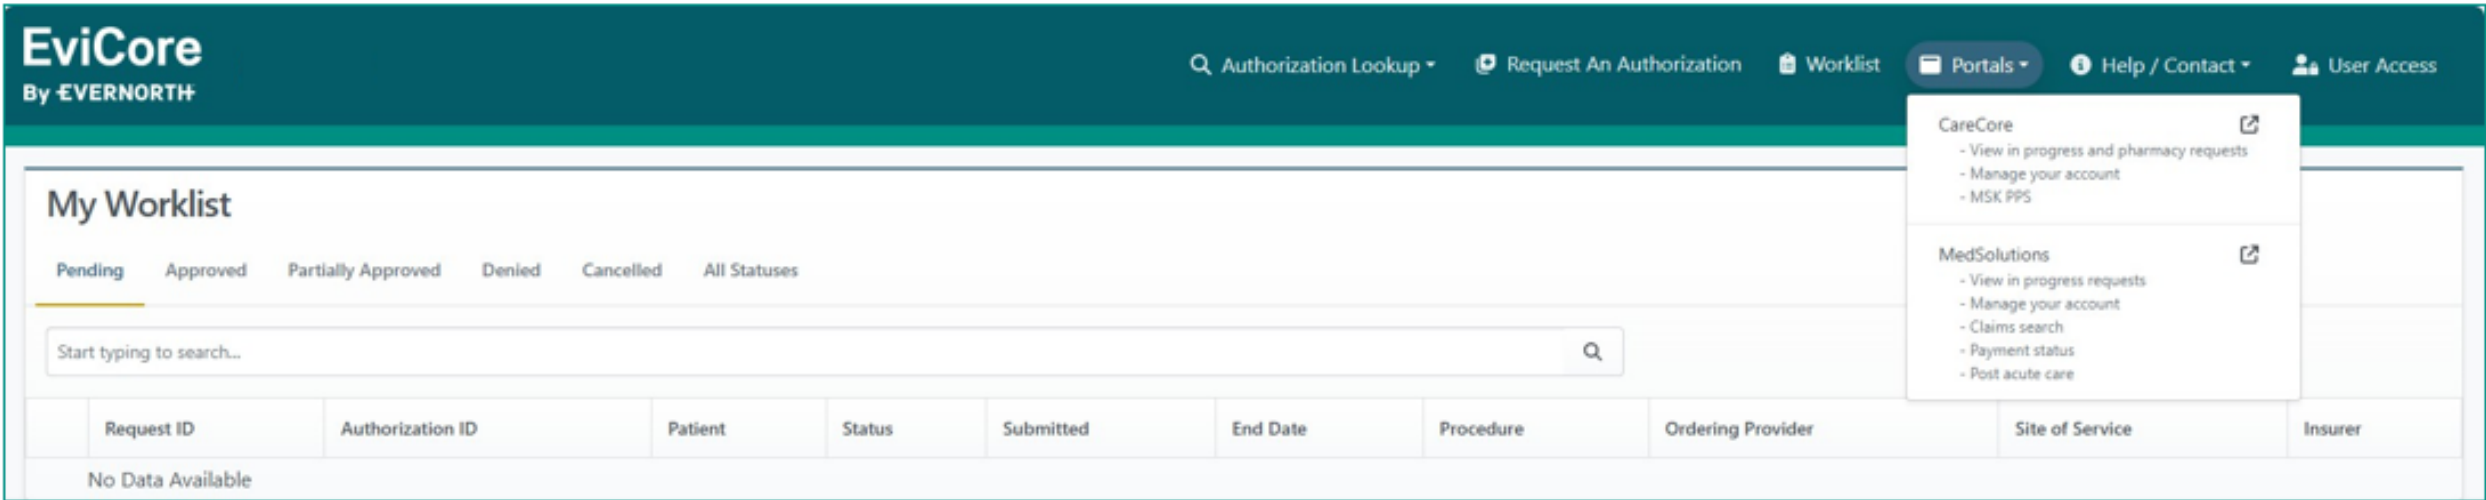 EviCore
By EVERNORTH
Authorization Lookup Request An Authorization Worklist Portals Help / Contact User Access
CareCore
- View in progress and pharmacy requests
- Manage your account
- MSK PPS
MedSolutions
- View in progress requests
- Manage your account
- Claims search
- Payment status
- Post acute care
My Worklist
Pending Approved Partially Approved Denied Cancelled All Statuses
Start typing to search...
Request ID Authorization ID Patient Status Submitted End Date Procedure Ordering Provider Site of Service Insurer
No Data Available